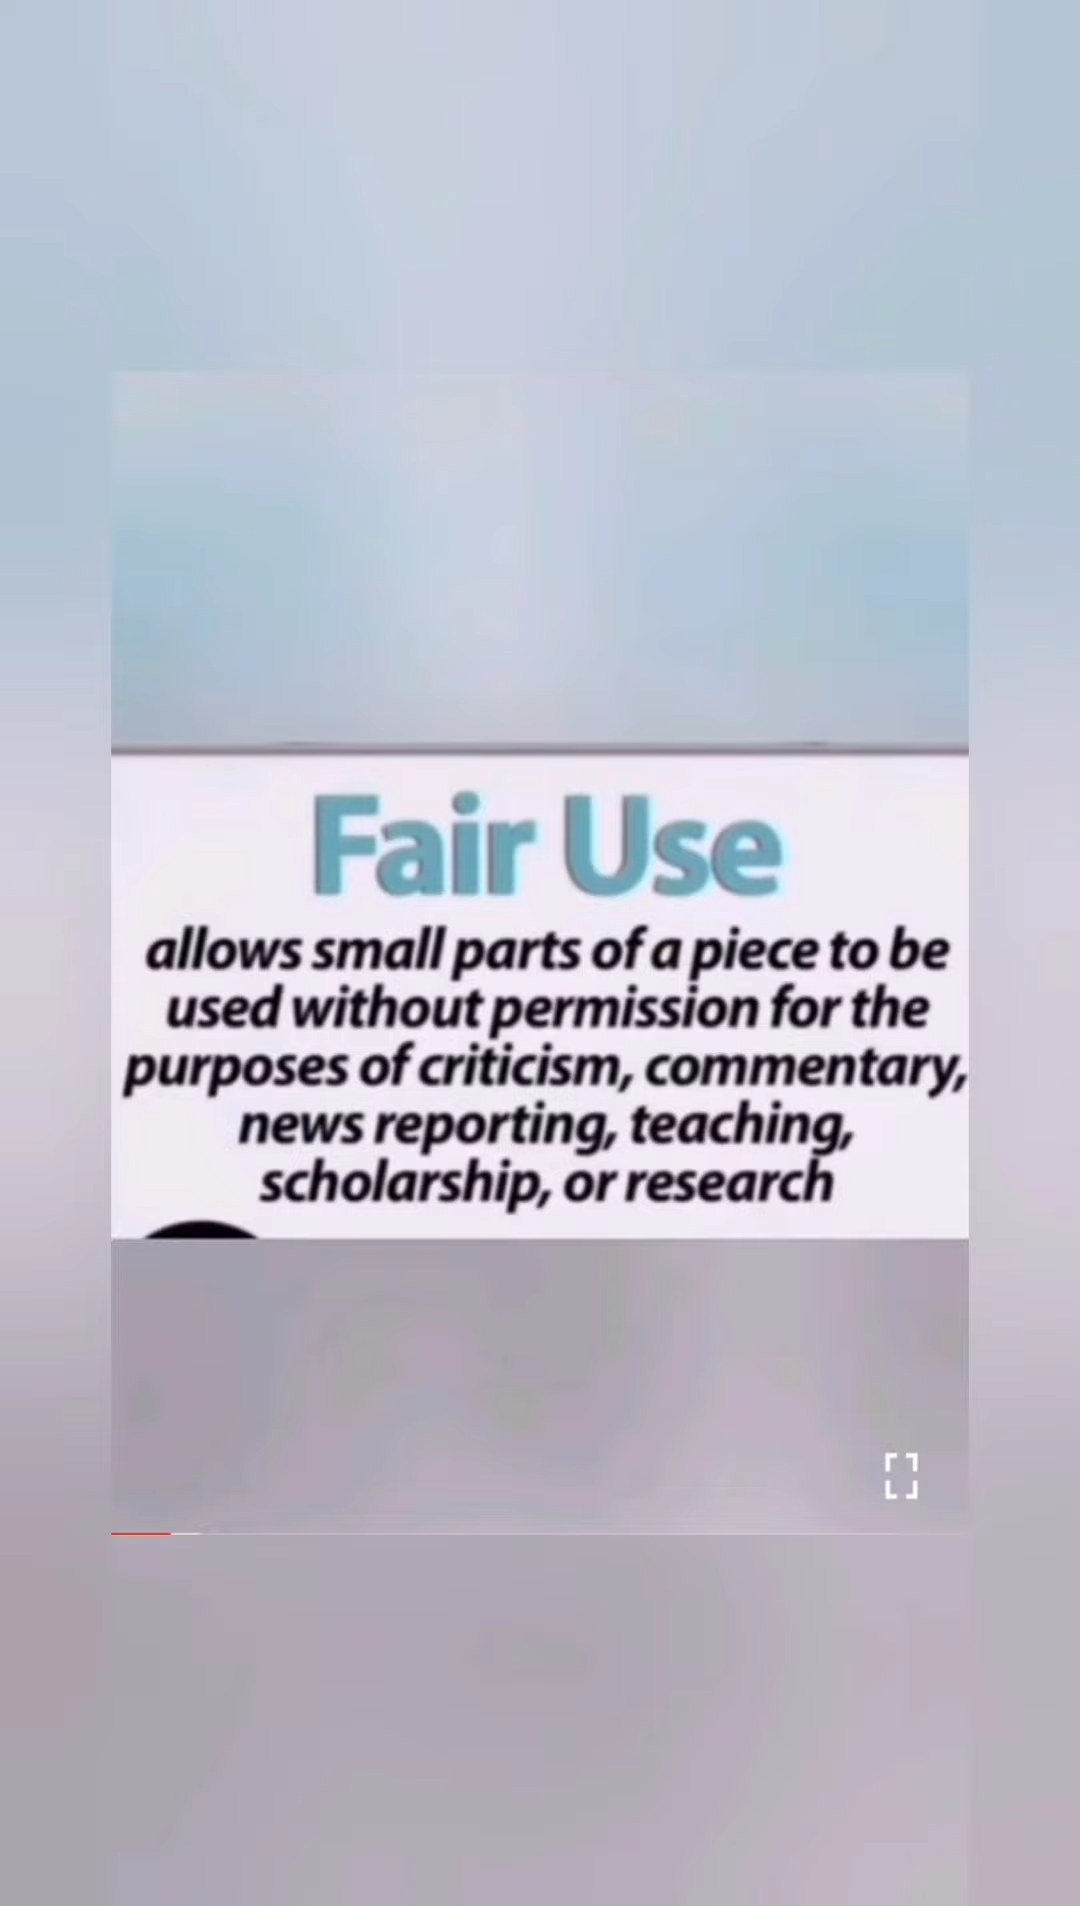 Fair Use
allows small parts of a piece to be
used without permission for the
purposes of criticism, commentary,
news reporting, teaching,
scholarship, or research